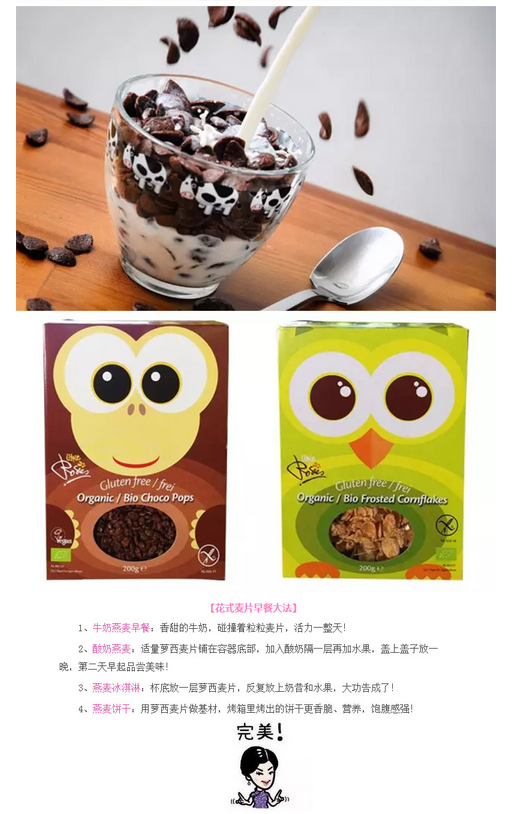 Little
Roses
Gluten free / frei
Organic / Bio Choco Pops
Vegan
200g e
Little
Roses
Gluten free / frei
Organic / Bio Frosted Cornflakes
200g e
【花式麦片早餐大法】
1、牛奶燕麦早餐：香甜的牛奶，碰撞着粒粒麦片，活力一整天！
2、酸奶燕麦：适量萝西麦片铺在容器底部，加入酸奶隔一层再加水果，盖上盖子放一
晚，第二天早起品尝美味！
3、燕麦冰淇淋：杯底放一层萝西麦片，反复放上奶昔和水果，大功告成了！
4、燕麦饼干：用萝西麦片做基材，烤箱里烤出的饼干更香脆、营养，饱腹感强！
完美！